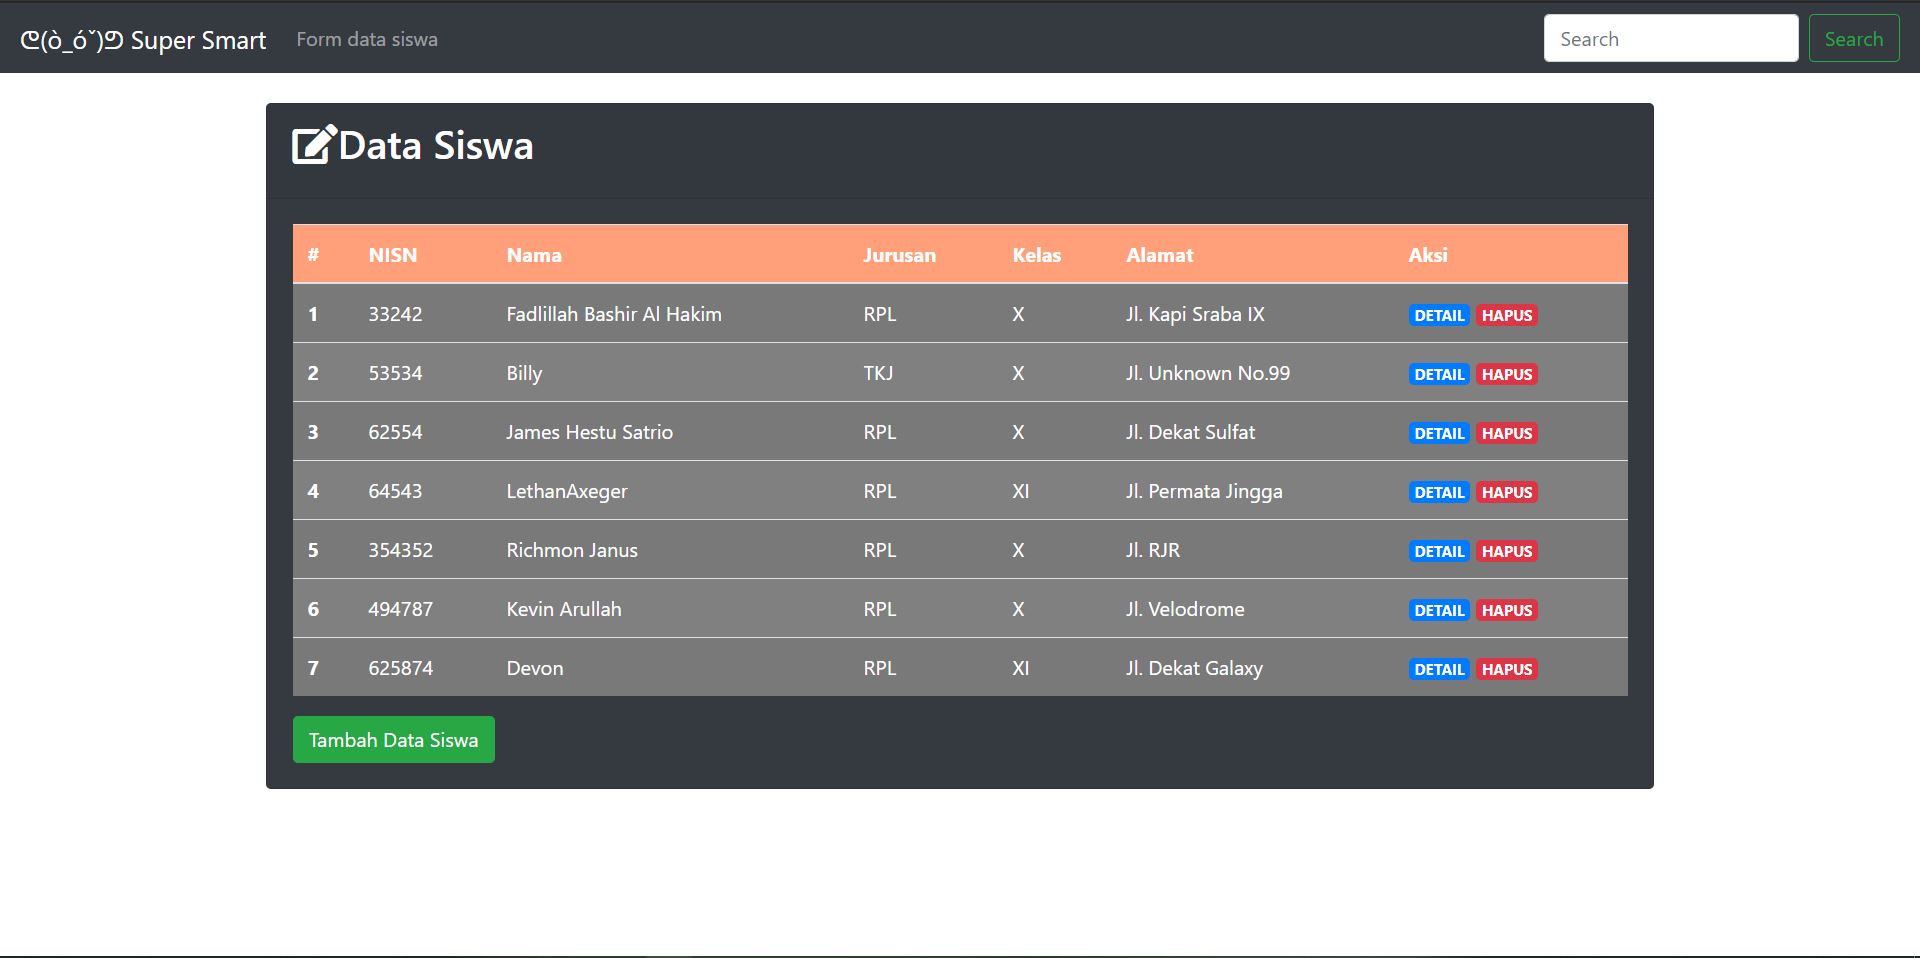 ᕦ(ò_óˇ)ᕤ Super Smart Form data siswa Search Search
Data Siswa
# NISN Nama Jurusan Kelas Alamat Aksi
1 33242 Fadlillah Bashir Al Hakim RPL X Jl. Kapi Sraba IX DETAIL HAPUS
2 53534 Billy TKJ X Jl. Unknown No.99 DETAIL HAPUS
3 62554 James Hestu Satrio RPL X Jl. Dekat Sulfat DETAIL HAPUS
4 64543 LethanAxeger RPL XI Jl. Permata Jingga DETAIL HAPUS
5 354352 Richmon Janus RPL X Jl. RJR DETAIL HAPUS
6 494787 Kevin Arullah RPL X Jl. Velodrome DETAIL HAPUS
7 625874 Devon RPL XI Jl. Dekat Galaxy DETAIL HAPUS
Tambah Data Siswa